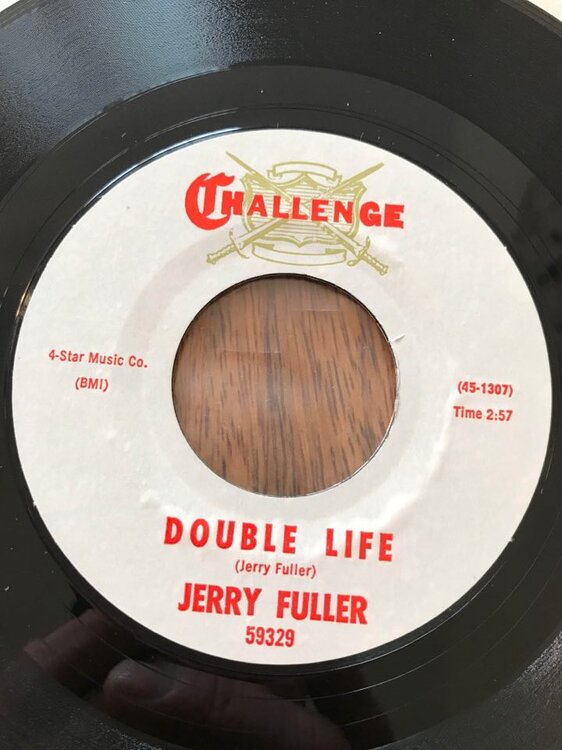 CHALLENGE
4-Star Music Co.
(BMI)
(45-1307)
Time 2:57
DOUBLE LIFE
(Jerry Fuller)
JERRY FULLER
59329